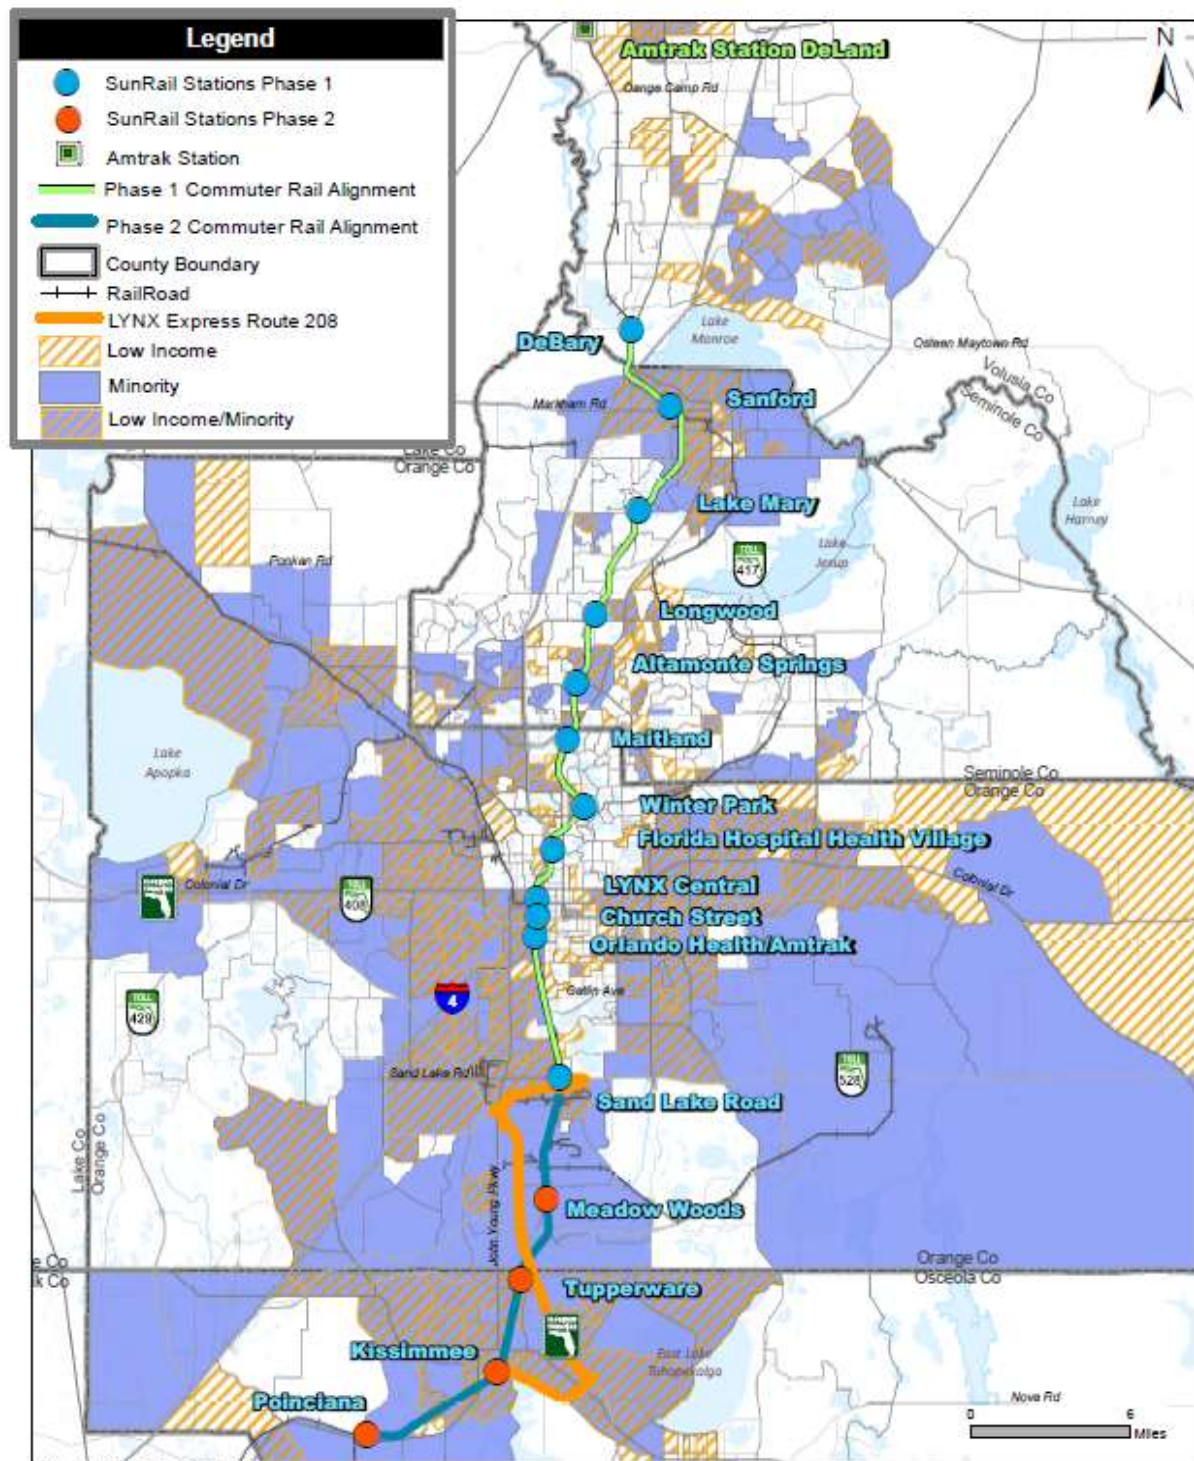 Legend
SunRail Stations Phase 1
SunRail Stations Phase 2
Amtrak Station
Phase 1 Commuter Rail Alignment
Phase 2 Commuter Rail Alignment
County Boundary
RailRoad
LYNX Express Route 208
Low Income
Minority
Low Income/Minority
N
Amtrak Station DeLand
Oange Camp Rd
Lake
Monroe
DeBary
Osteen Maytown Rd
Volusia Co
Seminole Co
Markham Rd
Sanford
Lake Co
Orange Co
Lake Mary
Lake
Harney
Lake
Jesup
TOLL
417
Ponkan Rd
Longwood
Altamonte Springs
Maitland
Lake
Apopka
Seminole Co
Orange Co
Winter Park
Florida Hospital Health Village
Colonial Dr
LYNX Central
Colonial Dr
TOLL
408
Church Street
Orlando Health/Amtrak
Gatlin Ave
4
TOLL
429
Sand Lake Rd
TOLL
528
Sand Lake Road
Lake Co
Orange Co
John Young Pkwy
Meadow Woods
Orange Co
Osceola Co
Tupperware
Kissimmee
East Lake
Tohopekaliga
Poinciana
Nova Rd
0 6
Miles